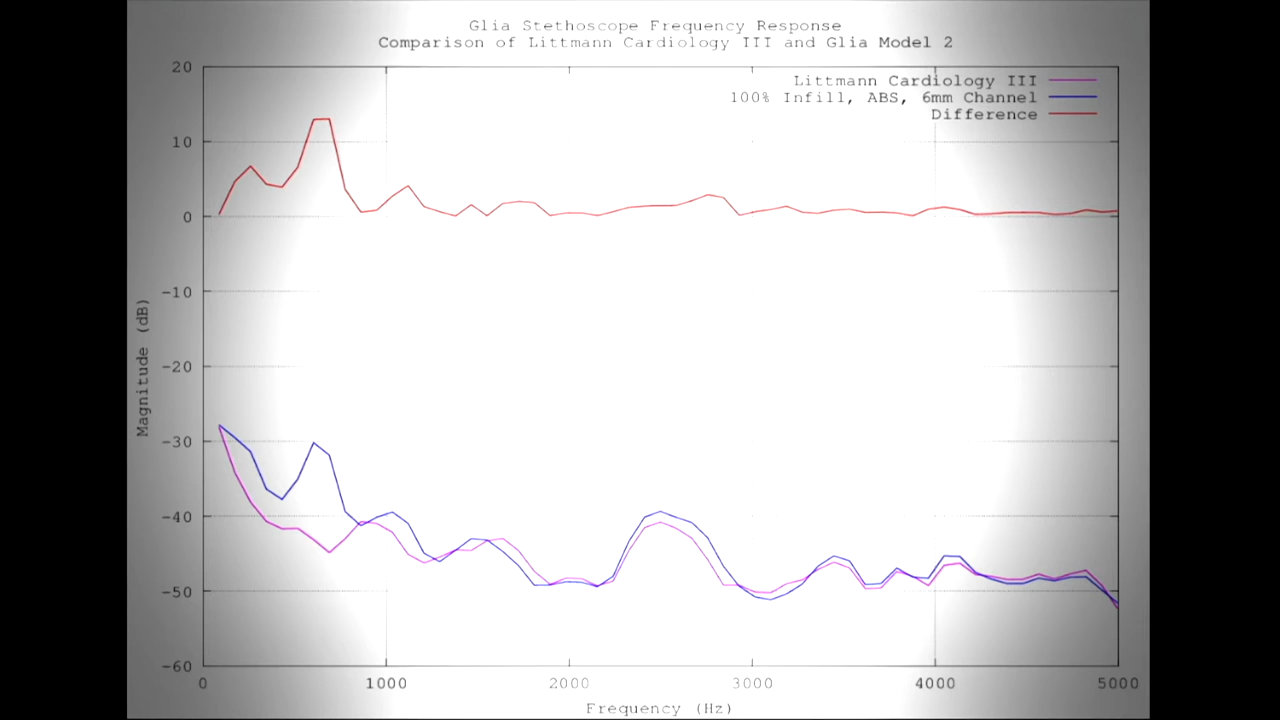 Glia Stethoscope Frequency Response
Comparison of Littmann Cardiology III and Glia Model 2
Littmann Cardiology III
100% Infill, ABS, 6mm Channel
Difference
20
10
0
-10
-20
-30
-40
-50
-60
Magnitude (dB)
0 1000 2000 3000 4000 5000
Frequency (Hz)